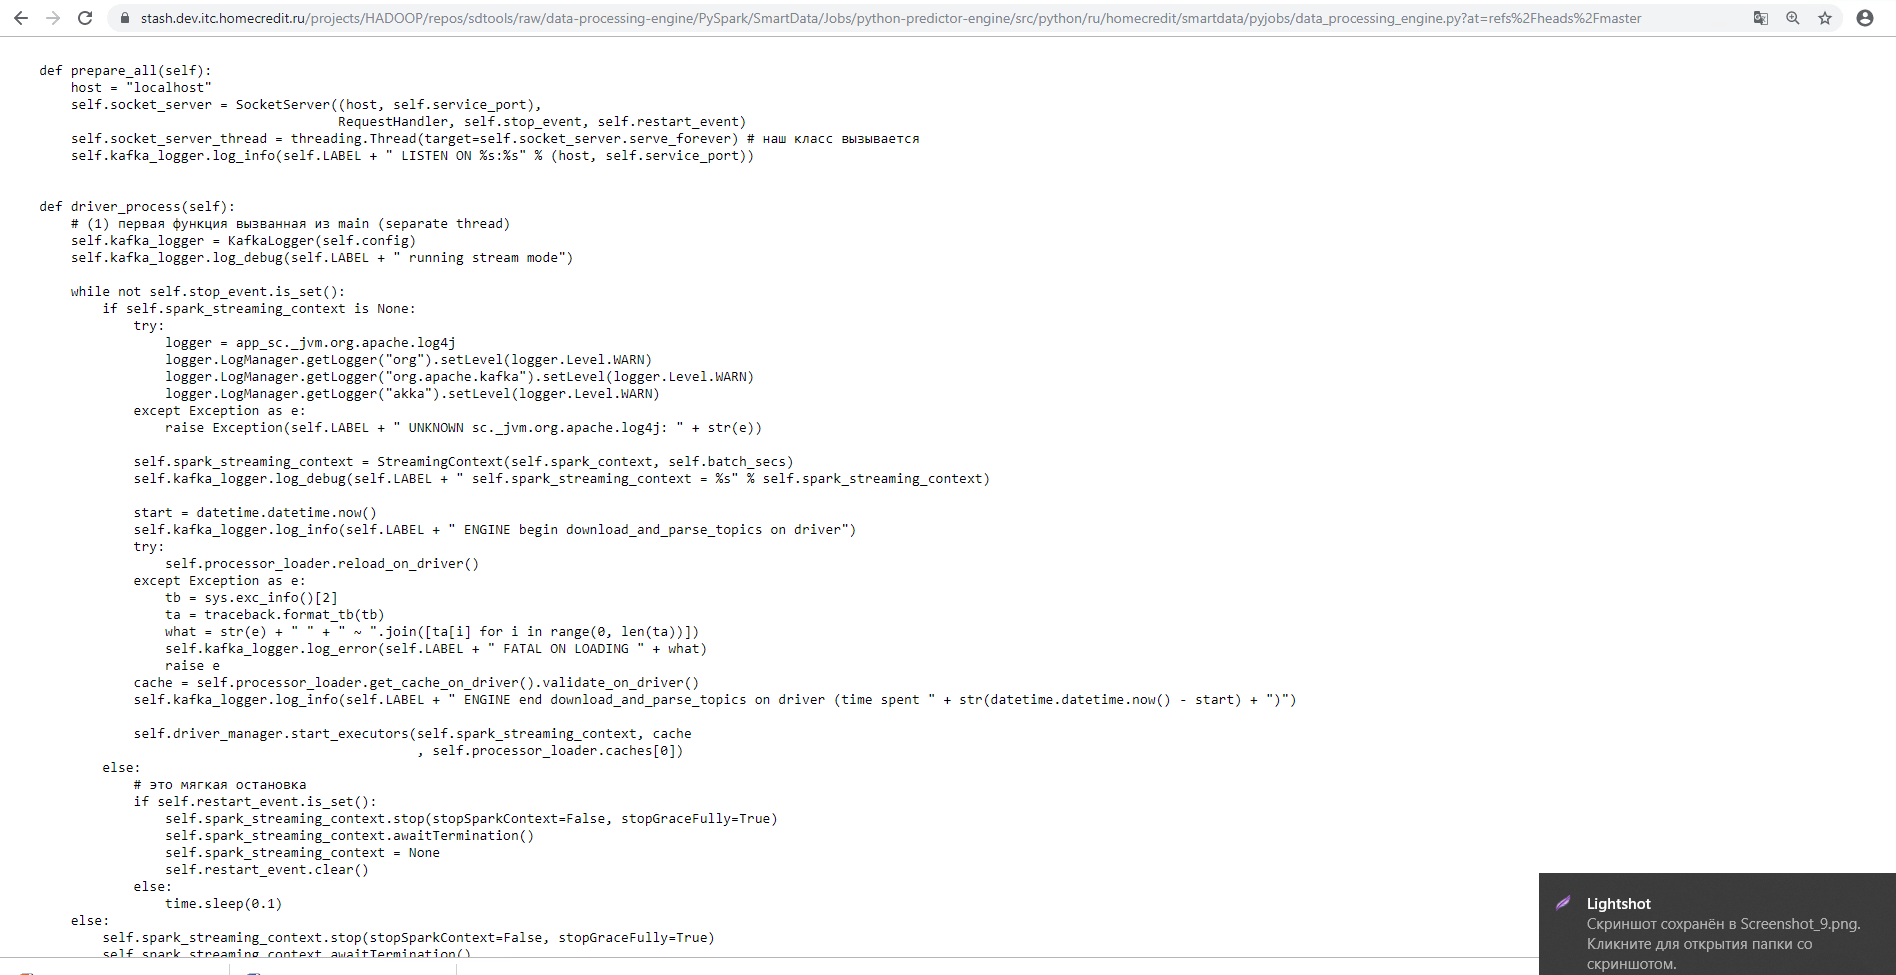 stash.dev.itc.homecredit.ru/projects/HADOOP/repos/sdtools/raw/data-processing-engine/PySpark/SmartData/Jobs/python-predictor-engine/src/python/ru/homecredit/smartdata/pyjobs/data_processing_engine.py?at=refs%2Fheads%2Fmaster
def prepare_all(self):
host = "localhost"
self.socket_server = SocketServer((host, self.service_port),
RequestHandler, self.stop_event, self.restart_event)
self.socket_server_thread = threading.Thread(target=self.socket_server.serve_forever) # наш класс вызывается
self.kafka_logger.log_info(self.LABEL + " LISTEN ON %s:%s" % (host, self.service_port))
def driver_process(self):
# (1) первая функция вызванная из main (separate thread)
self.kafka_logger = KafkaLogger(self.config)
self.kafka_logger.log_debug(self.LABEL + " running stream mode")
while not self.stop_event.is_set():
if self.spark_streaming_context is None:
try:
logger = app_sc._jvm.org.apache.log4j
logger.LogManager.getLogger("org").setLevel(logger.Level.WARN)
logger.LogManager.getLogger("org.apache.kafka").setLevel(logger.Level.WARN)
logger.LogManager.getLogger("akka").setLevel(logger.Level.WARN)
except Exception as e:
raise Exception(self.LABEL + " UNKNOWN sc._jvm.org.apache.log4j: " + str(e))
self.spark_streaming_context = StreamingContext(self.spark_context, self.batch_secs)
self.kafka_logger.log_debug(self.LABEL + " self.spark_streaming_context = %s" % self.spark_streaming_context)
start = datetime.datetime.now()
self.kafka_logger.log_info(self.LABEL + " ENGINE begin download_and_parse_topics on driver")
try:
self.processor_loader.reload_on_driver()
except Exception as e:
tb = sys.exc_info()[2]
ta = traceback.format_tb(tb)
what = str(e) + " " + " ~ ".join([ta[i] for i in range(0, len(ta))])
self.kafka_logger.log_error(self.LABEL + " FATAL ON LOADING " + what)
raise e
cache = self.processor_loader.get_cache_on_driver().validate_on_driver()
self.kafka_logger.log_info(self.LABEL + " ENGINE end download_and_parse_topics on driver (time spent " + str(datetime.datetime.now() - start) + ")")
self.driver_manager.start_executors(self.spark_streaming_context, cache
, self.processor_loader.caches[0])
else:
# это мягкая остановка
if self.restart_event.is_set():
self.spark_streaming_context.stop(stopSparkContext=False, stopGraceFully=True)
self.spark_streaming_context.awaitTermination()
self.spark_streaming_context = None
self.restart_event.clear()
else:
time.sleep(0.1)
else:
self.spark_streaming_context.stop(stopSparkContext=False, stopGraceFully=True)
self.spark_streaming_context.awaitTermination()
Lightshot
Скриншот сохранён в Screenshot_9.png.
Кликните для открытия папки со
скриншотом.